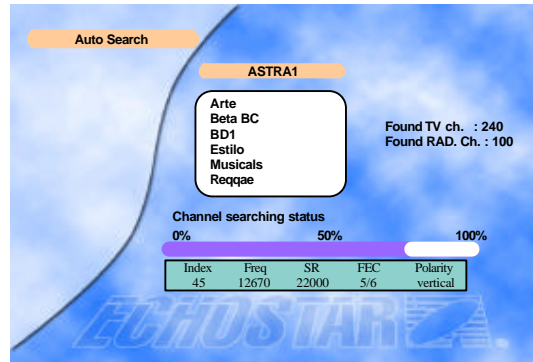 Auto Search
ASTRA1
Arte
Beta BC
BD1
Estilo
Musicals
Reqqae
Found TV ch. : 240
Found RAD. Ch. : 100
Channel searching status
0% 50% 100%
Index Freq SR FEC Polarity
45 12670 22000 5/6 vertical
ECHOSTAR